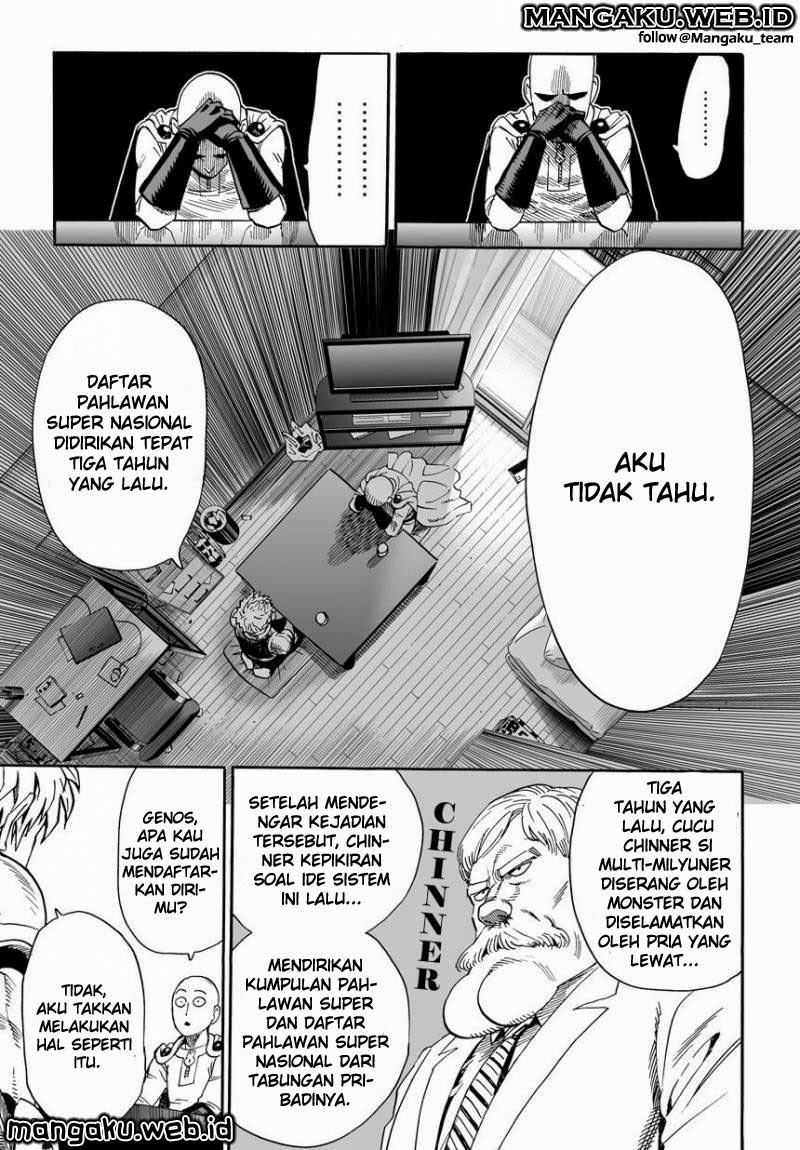 MANGAKU.WEB.ID
follow @Mangaku_team
........
........
AKU
TIDAK TAHU.
DAFTAR
PAHLAWAN
SUPER NASIONAL
DIDIRIKAN TEPAT
TIGA TAHUN
YANG LALU.
TIGA
TAHUN YANG
LALU, CUCU
CHINNER SI
MULTI-MILYUNER
DISERANG OLEH
MONSTER DAN
DISELAMATKAN
OLEH PRIA YANG
LEWAT...
CHINNER
SETELAH MENDE-
NGAR KEJADIAN
TERSEBUT, CHIN-
NER KEPIKIRAN
SOAL IDE SISTEM
INI LALU...
MENDIRIKAN
KUMPULAN PAH-
LAWAN SUPER
DAN DAFTAR
PAHLAWAN SUPER
NASIONAL DARI
TABUNGAN PRI-
BADINYA.
GENOS,
APA KAU
JUGA SUDAH
MENDAFTAR-
KAN DIRI-
MU?
TIDAK,
AKU TAKKAN
MELAKUKAN
HAL SEPERTI
ITU.
mangaku.web.id